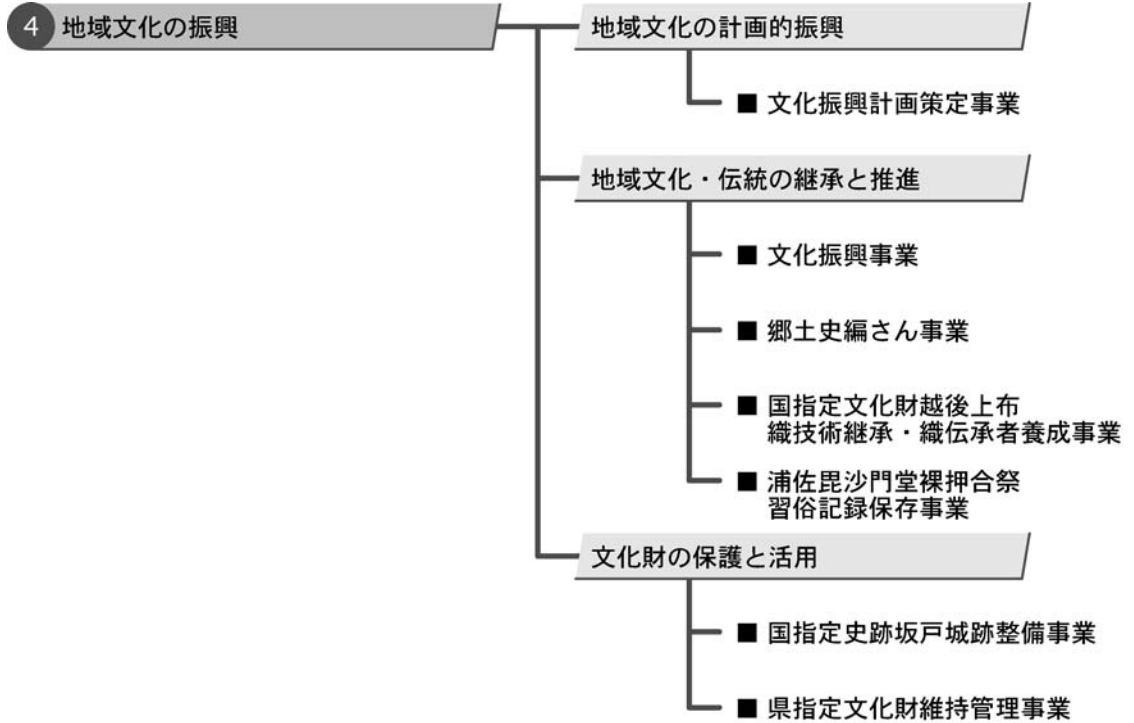 4 地域文化の振興
地域文化の計画的振興
■ 文化振興計画策定事業
地域文化・伝統の継承と推進
■ 文化振興事業
■ 郷土史編さん事業
■ 国指定文化財越後上布
織技術継承・織伝承者養成事業
■ 浦佐毘沙門堂裸押合祭
習俗記録保存事業
文化財の保護と活用
■ 国指定史跡坂戸城跡整備事業
■ 県指定文化財維持管理事業